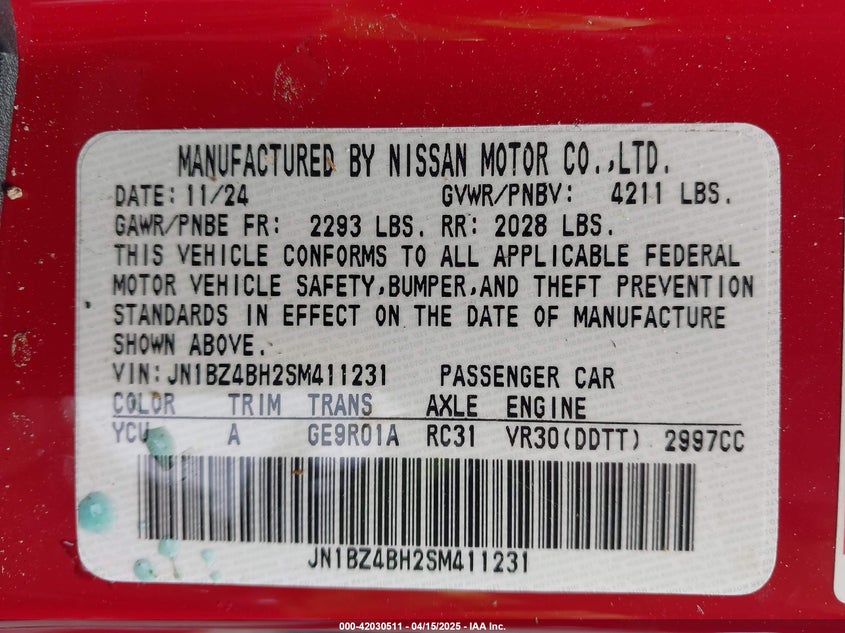 MANUFACTURED BY NISSAN MOTOR CO.,LTD.
DATE: 11/24 GVWR/PNBV: 4211 LBS.
GAWR/PNBE FR: 2293 LBS. RR: 2028 LBS.
THIS VEHICLE CONFORMS TO ALL APPLICABLE FEDERAL
MOTOR VEHICLE SAFETY,BUMPER,AND THEFT PREVENTION
STANDARDS IN EFFECT ON THE DATE OF MANUFACTURE
SHOWN ABOVE.
VIN: JN1BZ4BH2SM411231 PASSENGER CAR
COLOR TRIM TRANS AXLE ENGINE
YCU A GE9R01A RC31 VR30(DDTT) 2997CC
JN1BZ4BH2SM411231
000-42030511 - 04/15/2025 - IAA Inc.